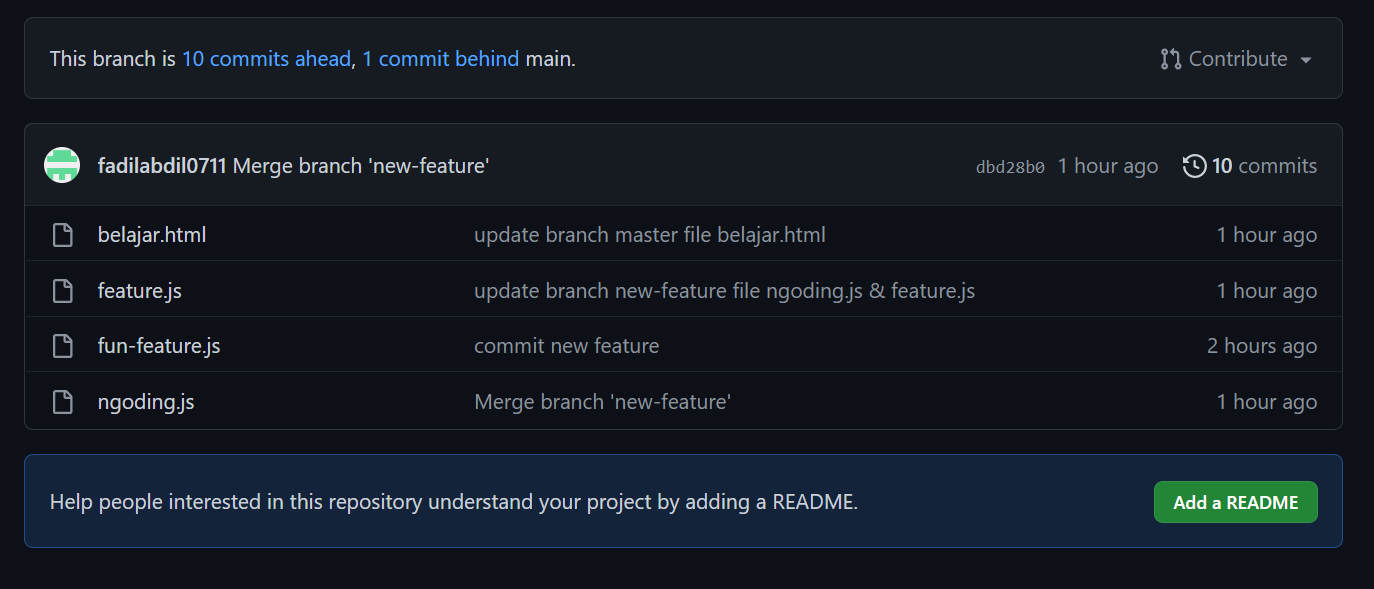 This branch is 10 commits ahead, 1 commit behind main.
Contribute
fadilabdil0711 Merge branch 'new-feature'
dbd28b0 1 hour ago 10 commits
belajar.html update branch master file belajar.html 1 hour ago
feature.js update branch new-feature file ngoding.js & feature.js 1 hour ago
fun-feature.js commit new feature 2 hours ago
ngoding.js Merge branch 'new-feature' 1 hour ago
Help people interested in this repository understand your project by adding a README.
Add a README